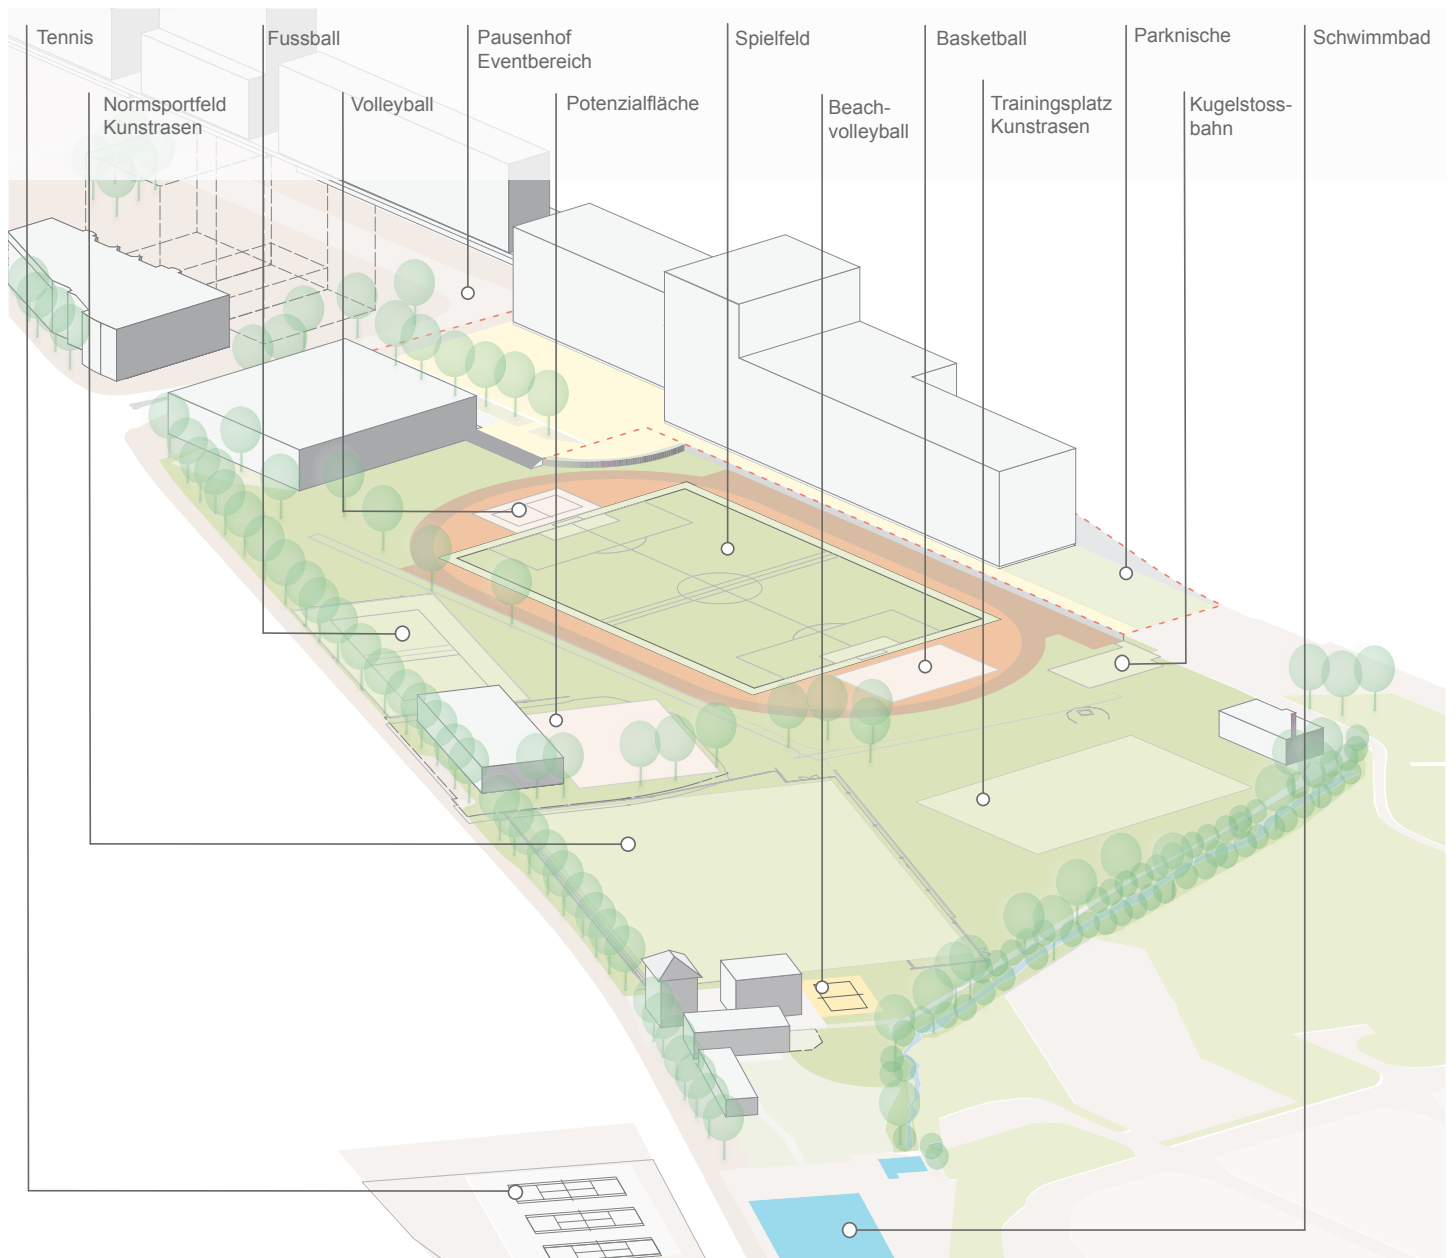 Tennis
Fussball
Pausenhof
Eventbereich
Spielfeld
Basketball
Parknische
Schwimmbad
Normsportfeld
Kunstrasen
Volleyball
Potenzialfläche
Beach-
volleyball
Trainingsplatz
Kunstrasen
Kugelstoss-
bahn